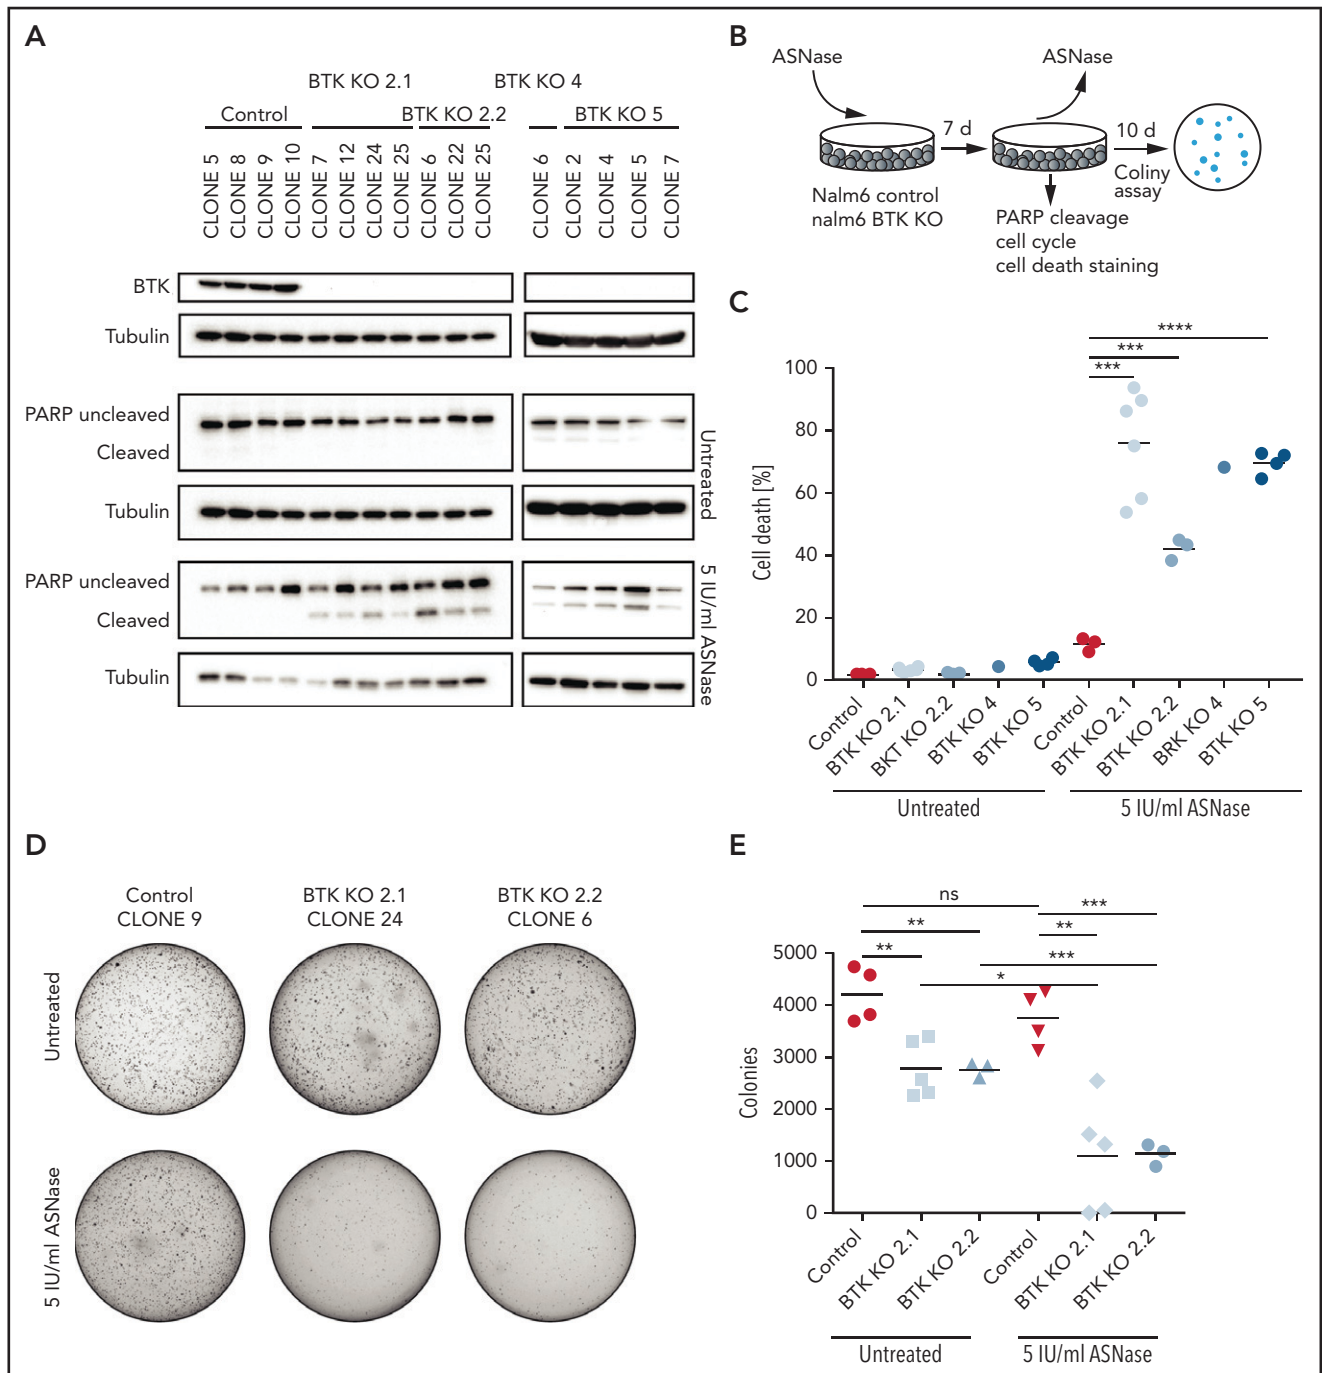 A
BTK KO 2.1
BTK KO 4
Control
BTK KO 2.2
BTK KO 5
CLONE 5
CLONE 8
CLONE 9
CLONE 10
CLONE 7
CLONE 12
CLONE 24
CLONE 25
CLONE 6
CLONE 22
CLONE 25
CLONE 6
CLONE 2
CLONE 4
CLONE 5
CLONE 7
BTK
Tubulin
PARP uncleaved
Cleaved
Tubulin
Untreated
PARP uncleaved
Cleaved
Tubulin
5 IU/ml ASNase
B
ASNase
ASNase
7 d
10 d
Coliny
assay
Nalm6 control
nalm6 BTK KO
PARP cleavage
cell cycle
cell death staining
C
****
***
***
Cell death [%]
100
80
60
40
20
0
Control
BTK KO 2.1
BKT KO 2.2
BTK KO 4
BTK KO 5
Control
BTK KO 2.1
BTK KO 2.2
BRK KO 4
BTK KO 5
Untreated
5 IU/ml ASNase
D
Control
CLONE 9
BTK KO 2.1
CLONE 24
BTK KO 2.2
CLONE 6
Untreated
5 IU/ml ASNase
E
ns
***
**
**
**
***
*
Colonies
5000
4000
3000
2000
1000
0
Control
BTK KO 2.1
BTK KO 2.2
Control
BTK KO 2.1
BTK KO 2.2
Untreated
5 IU/ml ASNase